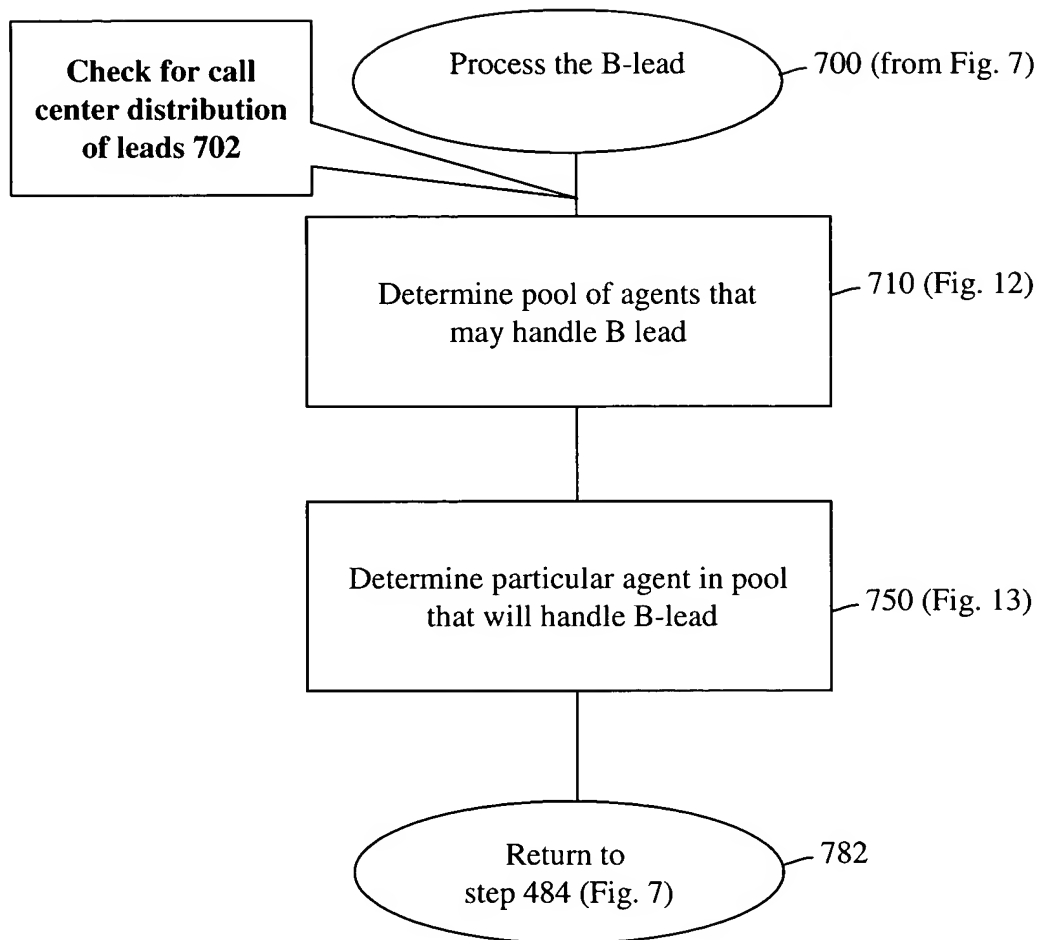 Check for call
center distribution
of leads 702
Process the B-lead
700 (from Fig. 7)
Determine pool of agents that
may handle B lead
710 (Fig. 12)
Determine particular agent in pool
that will handle B-lead
750 (Fig. 13)
Return to
step 484 (Fig. 7)
782